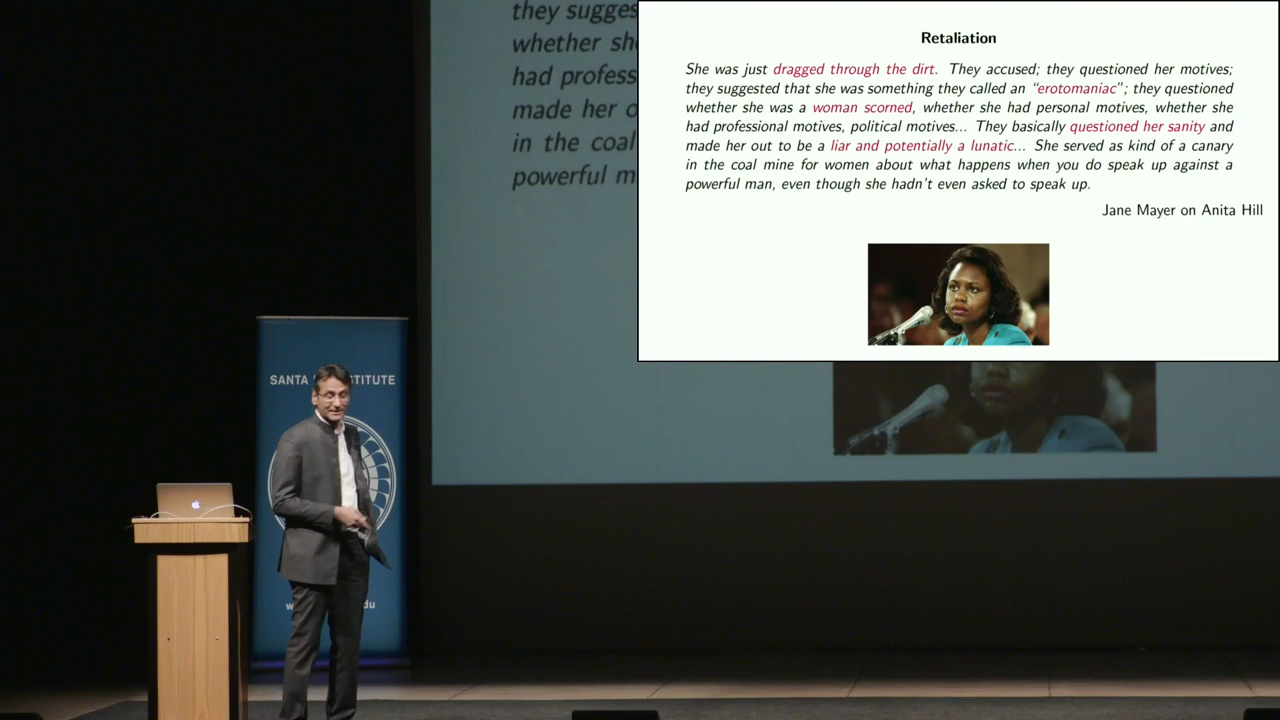 Retaliation
She was just dragged through the dirt. They accused; they questioned her motives;
they suggested that she was something they called an “erotomaniac”; they questioned
whether she was a woman scorned, whether she had personal motives, whether she
had professional motives, political motives... They basically questioned her sanity and
made her out to be a liar and potentially a lunatic... She served as kind of a canary
in the coal mine for women about what happens when you do speak up against a
powerful man, even though she hadn't even asked to speak up.
Jane Mayer on Anita Hill
they
whether
had
made her
in the coal
powerful
SANTA